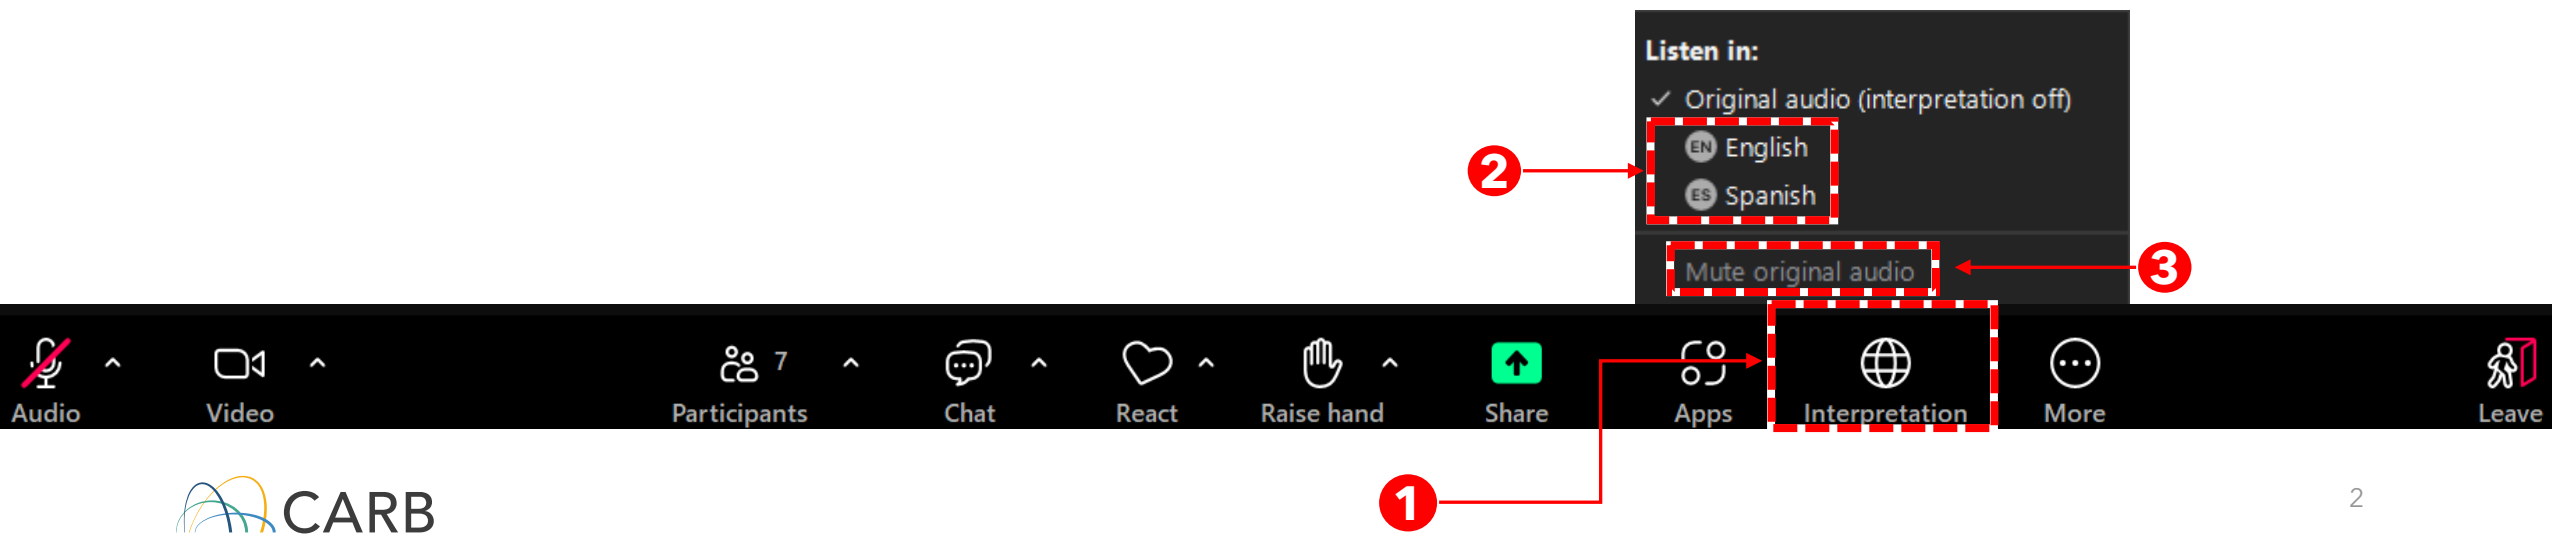 Listen in:
Original audio (interpretation off)
EN English
2
ES Spanish
Mute original audio
3
7
Audio
Video
Participants
Chat
React
Raise hand
Share
Apps
Interpretation
More
Leave
1
CARB
2